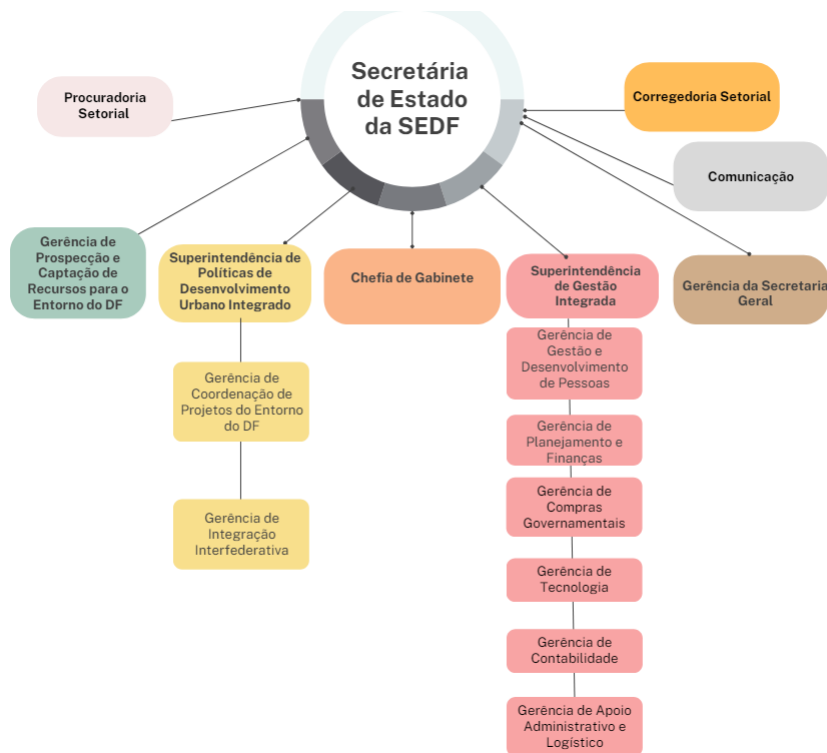 Secretária
de Estado
da SEDF
Procuradoria
Setorial
Corregedoria Setorial
Comunicação
Gerência de
Prospecção e
Captação de
Recursos para o
Entorno do DF
Superintendência de
Políticas de
Desenvolvimento
Urbano Integrado
Chefia de Gabinete
Superintendência
de Gestão
Integrada
Gerência da Secretaria
Geral
Gerência de
Coordenação de
Projetos do Entorno
do DF
Gerência de
Integração
Interfederativa
Gerência de
Gestão e
Desenvolvimento
de Pessoas
Gerência de
Planejamento e
Finanças
Gerência de
Compras
Governamentais
Gerência de
Tecnologia
Gerência de
Contabilidade
Gerência de Apoio
Administrativo e
Logístico